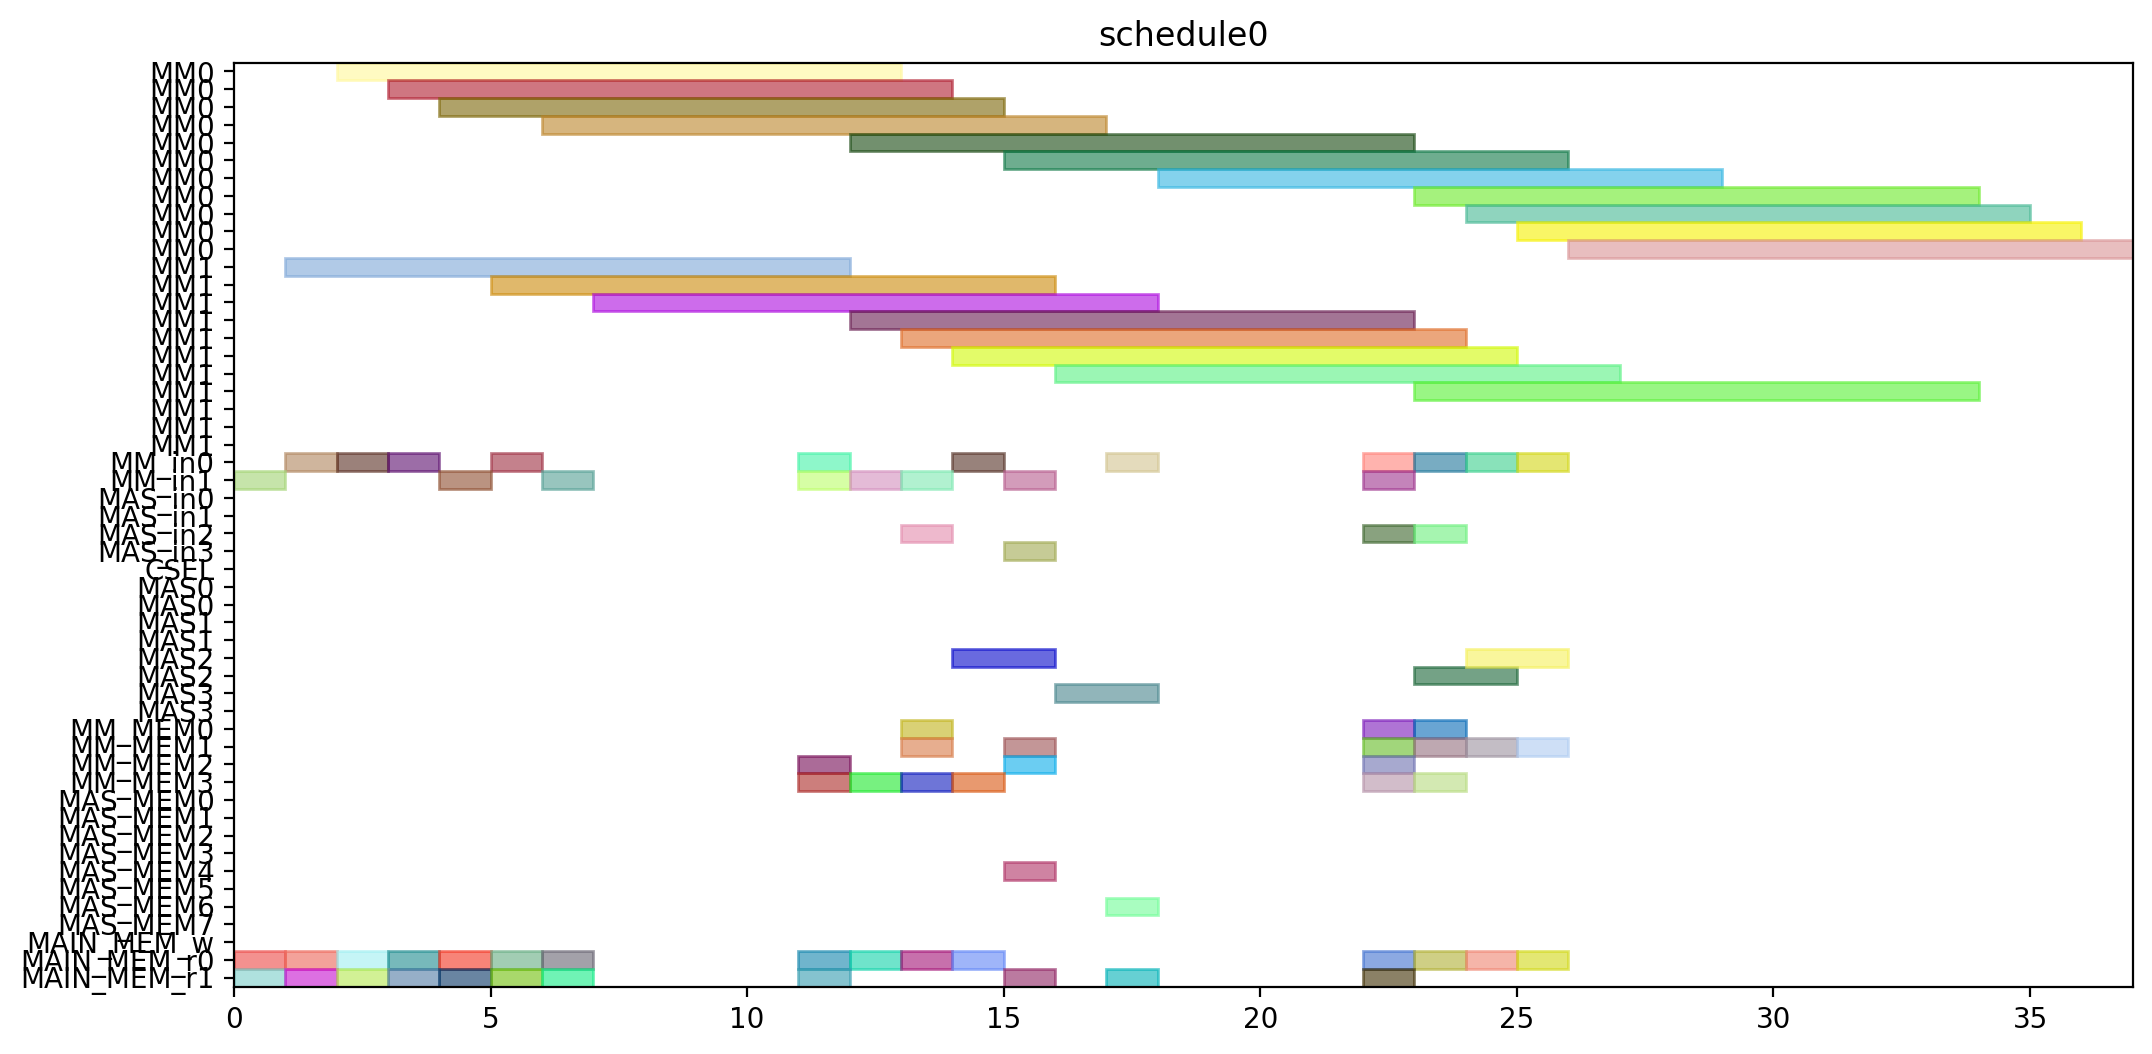 schedule0
MM0
MM0
MM0
MM0
MM0
MM0
MM0
MM0
MM0
MM0
MM0
MM1
MM1
MM1
MM1
MM1
MM1
MM1
MM1
MM1
MM1
MM1
MM_in0
MM_in1
MAS_in0
MAS_in1
MAS_in2
MAS_in3
CSEL
MAS0
MAS0
MAS1
MAS1
MAS2
MAS2
MAS3
MAS3
MM_MEM0
MM_MEM1
MM_MEM2
MM_MEM3
MAS_MEM0
MAS_MEM1
MAS_MEM2
MAS_MEM3
MAS_MEM4
MAS_MEM5
MAS_MEM6
MAS_MEM7
MAIN_MEM_w
MAIN_MEM_r0
MAIN_MEM_r1
0 5 10 15 20 25 30 35